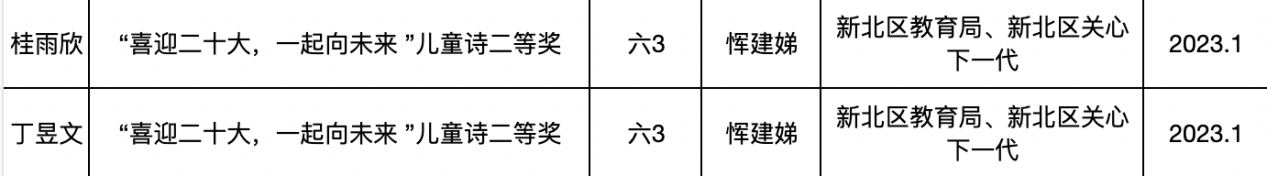 桂雨欣 “喜迎二十大，一起向未来 ”儿童诗二等奖 六3 恽建娣 新北区教育局、新北区关心下一代 2023.1
丁昱文 “喜迎二十大，一起向未来 ”儿童诗二等奖 六3 恽建娣 新北区教育局、新北区关心下一代 2023.1